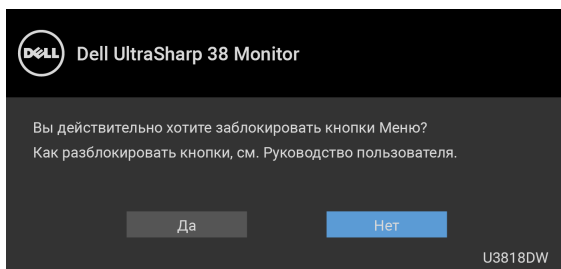 DELL Dell UltraSharp 38 Monitor
Вы действительно хотите заблокировать кнопки Меню?
Как разблокировать кнопки, см. Руководство пользователя.
Да Нет
U3818DW